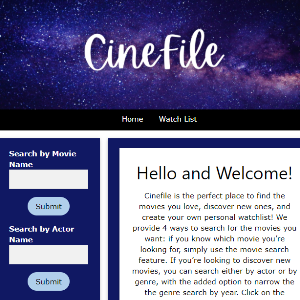 CineFile
Home Watch List
Search by Movie
Name
Submit
Search by Actor
Name
Submit
Hello and Welcome!
Cinefile is the perfect place to find the
movies you love, discover new ones, and
create your own personal watchlist! We
provide 4 ways to search for the movies you
want: if you know which movie you're
looking for, simply use the movie search
feature. If you're looking to discover new
movies, you can search either by actor or by
genre, with the added option to narrow the
the genre search by year. Click on the